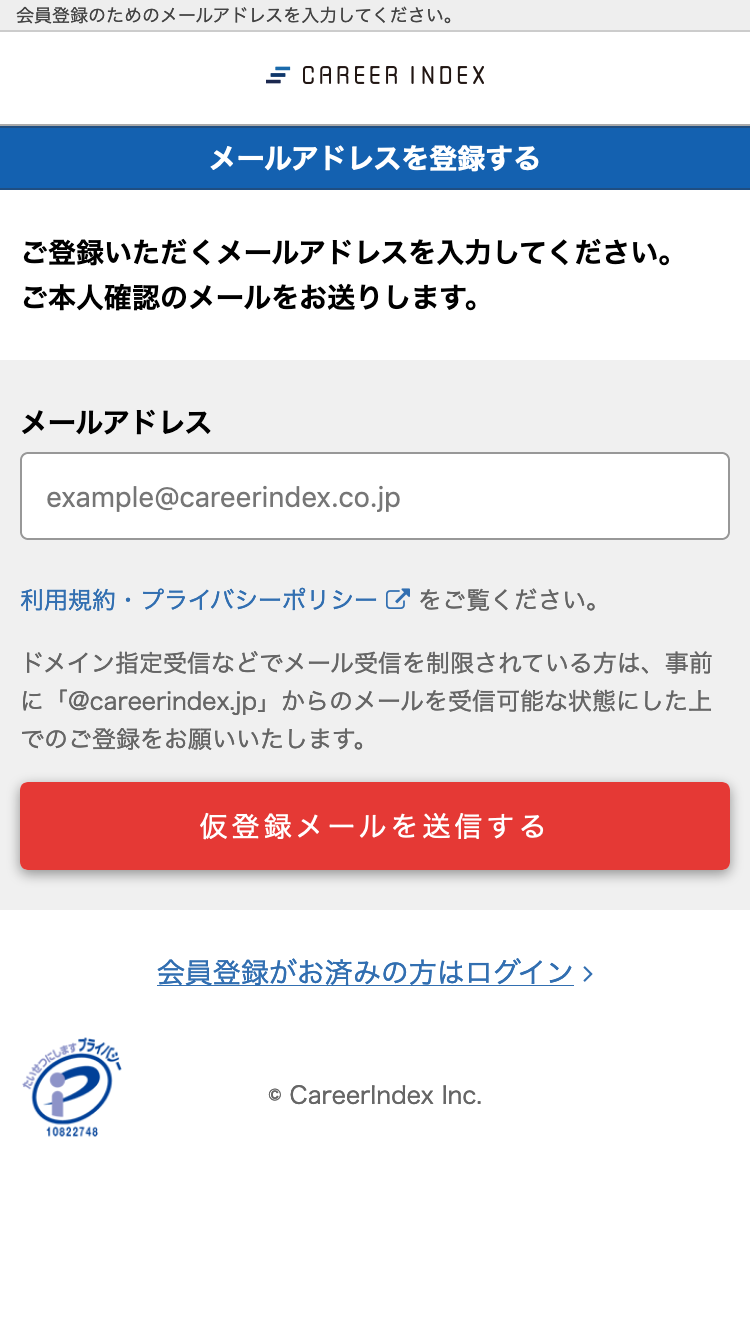 会員登録のためのメールアドレスを入力してください。
CAREER INDEX
メールアドレスを登録する
ご登録いただくメールアドレスを入力してください。
ご本人確認のメールをお送りします。
メールアドレス
example@careerindex.co.jp
利用規約・プライバシーポリシー をご覧ください。
ドメイン指定受信などでメール受信を制限されている方は、事前
に「@careerindex.jp」からのメールを受信可能な状態にした上
でのご登録をお願いいたします。
仮登録メールを送信する
会員登録がお済みの方はログイン
たいせつにします プライバシー
10822748
© CareerIndex Inc.